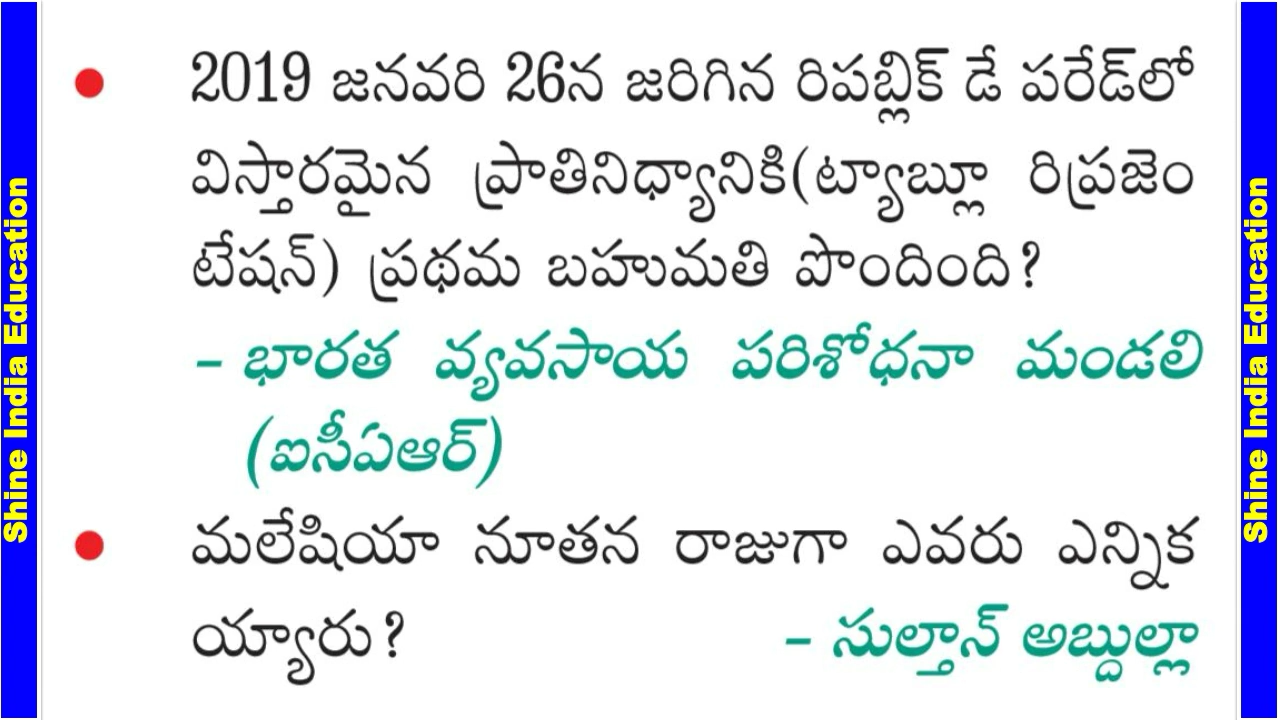 Shine India Education
2019 జనవరి 26న జరిగిన రిపబ్లిక్ డే పరేడ్‌లో
విస్తారమైన ప్రాతినిధ్యానికి(ట్యాబ్లూ రిప్రజెం
టేషన్) ప్రథమ బహుమతి పొందింది?
– భారత వ్యవసాయ పరిశోధనా మండలి
(ఐసీఏఆర్)
మలేషియా నూతన రాజుగా ఎవరు ఎన్నిక
య్యారు? – సుల్తాన్ అబ్దుల్లా
Shine India Education